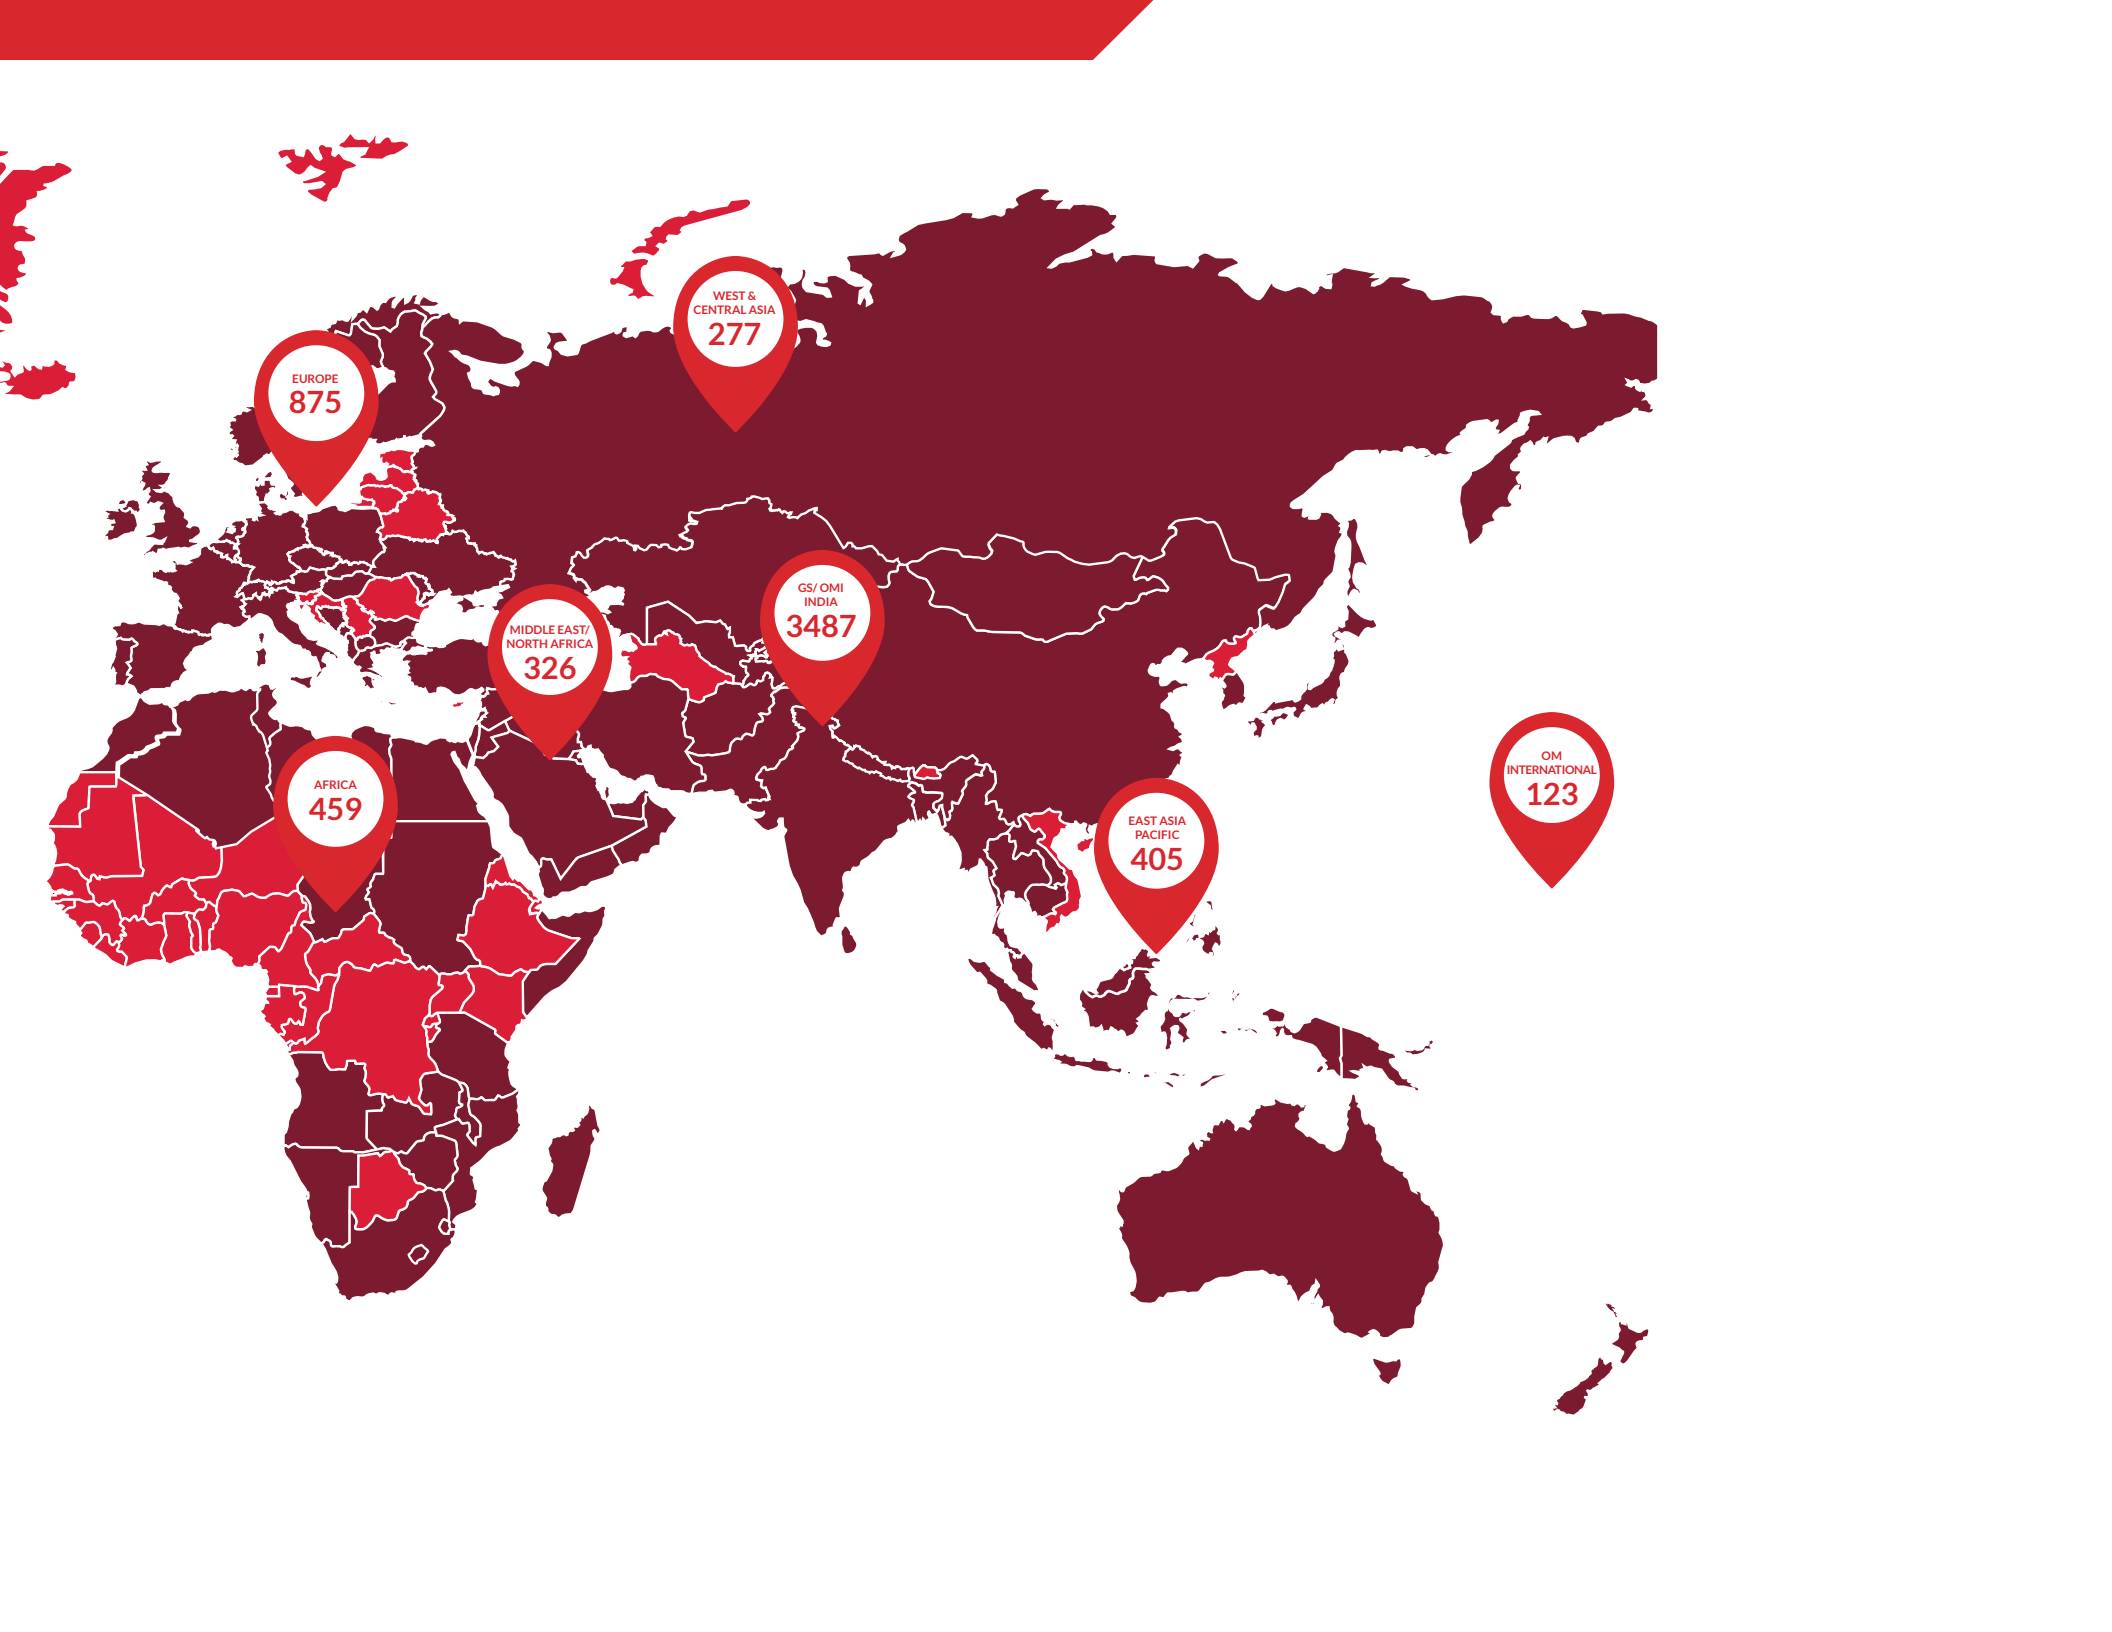 WEST &
CENTRAL ASIA
277
EUROPE
875
GS/ OMI
INDIA
3487
MIDDLE EAST/
NORTH AFRICA
326
OM
INTERNATIONAL
123
AFRICA
459
EAST ASIA
PACIFIC
405